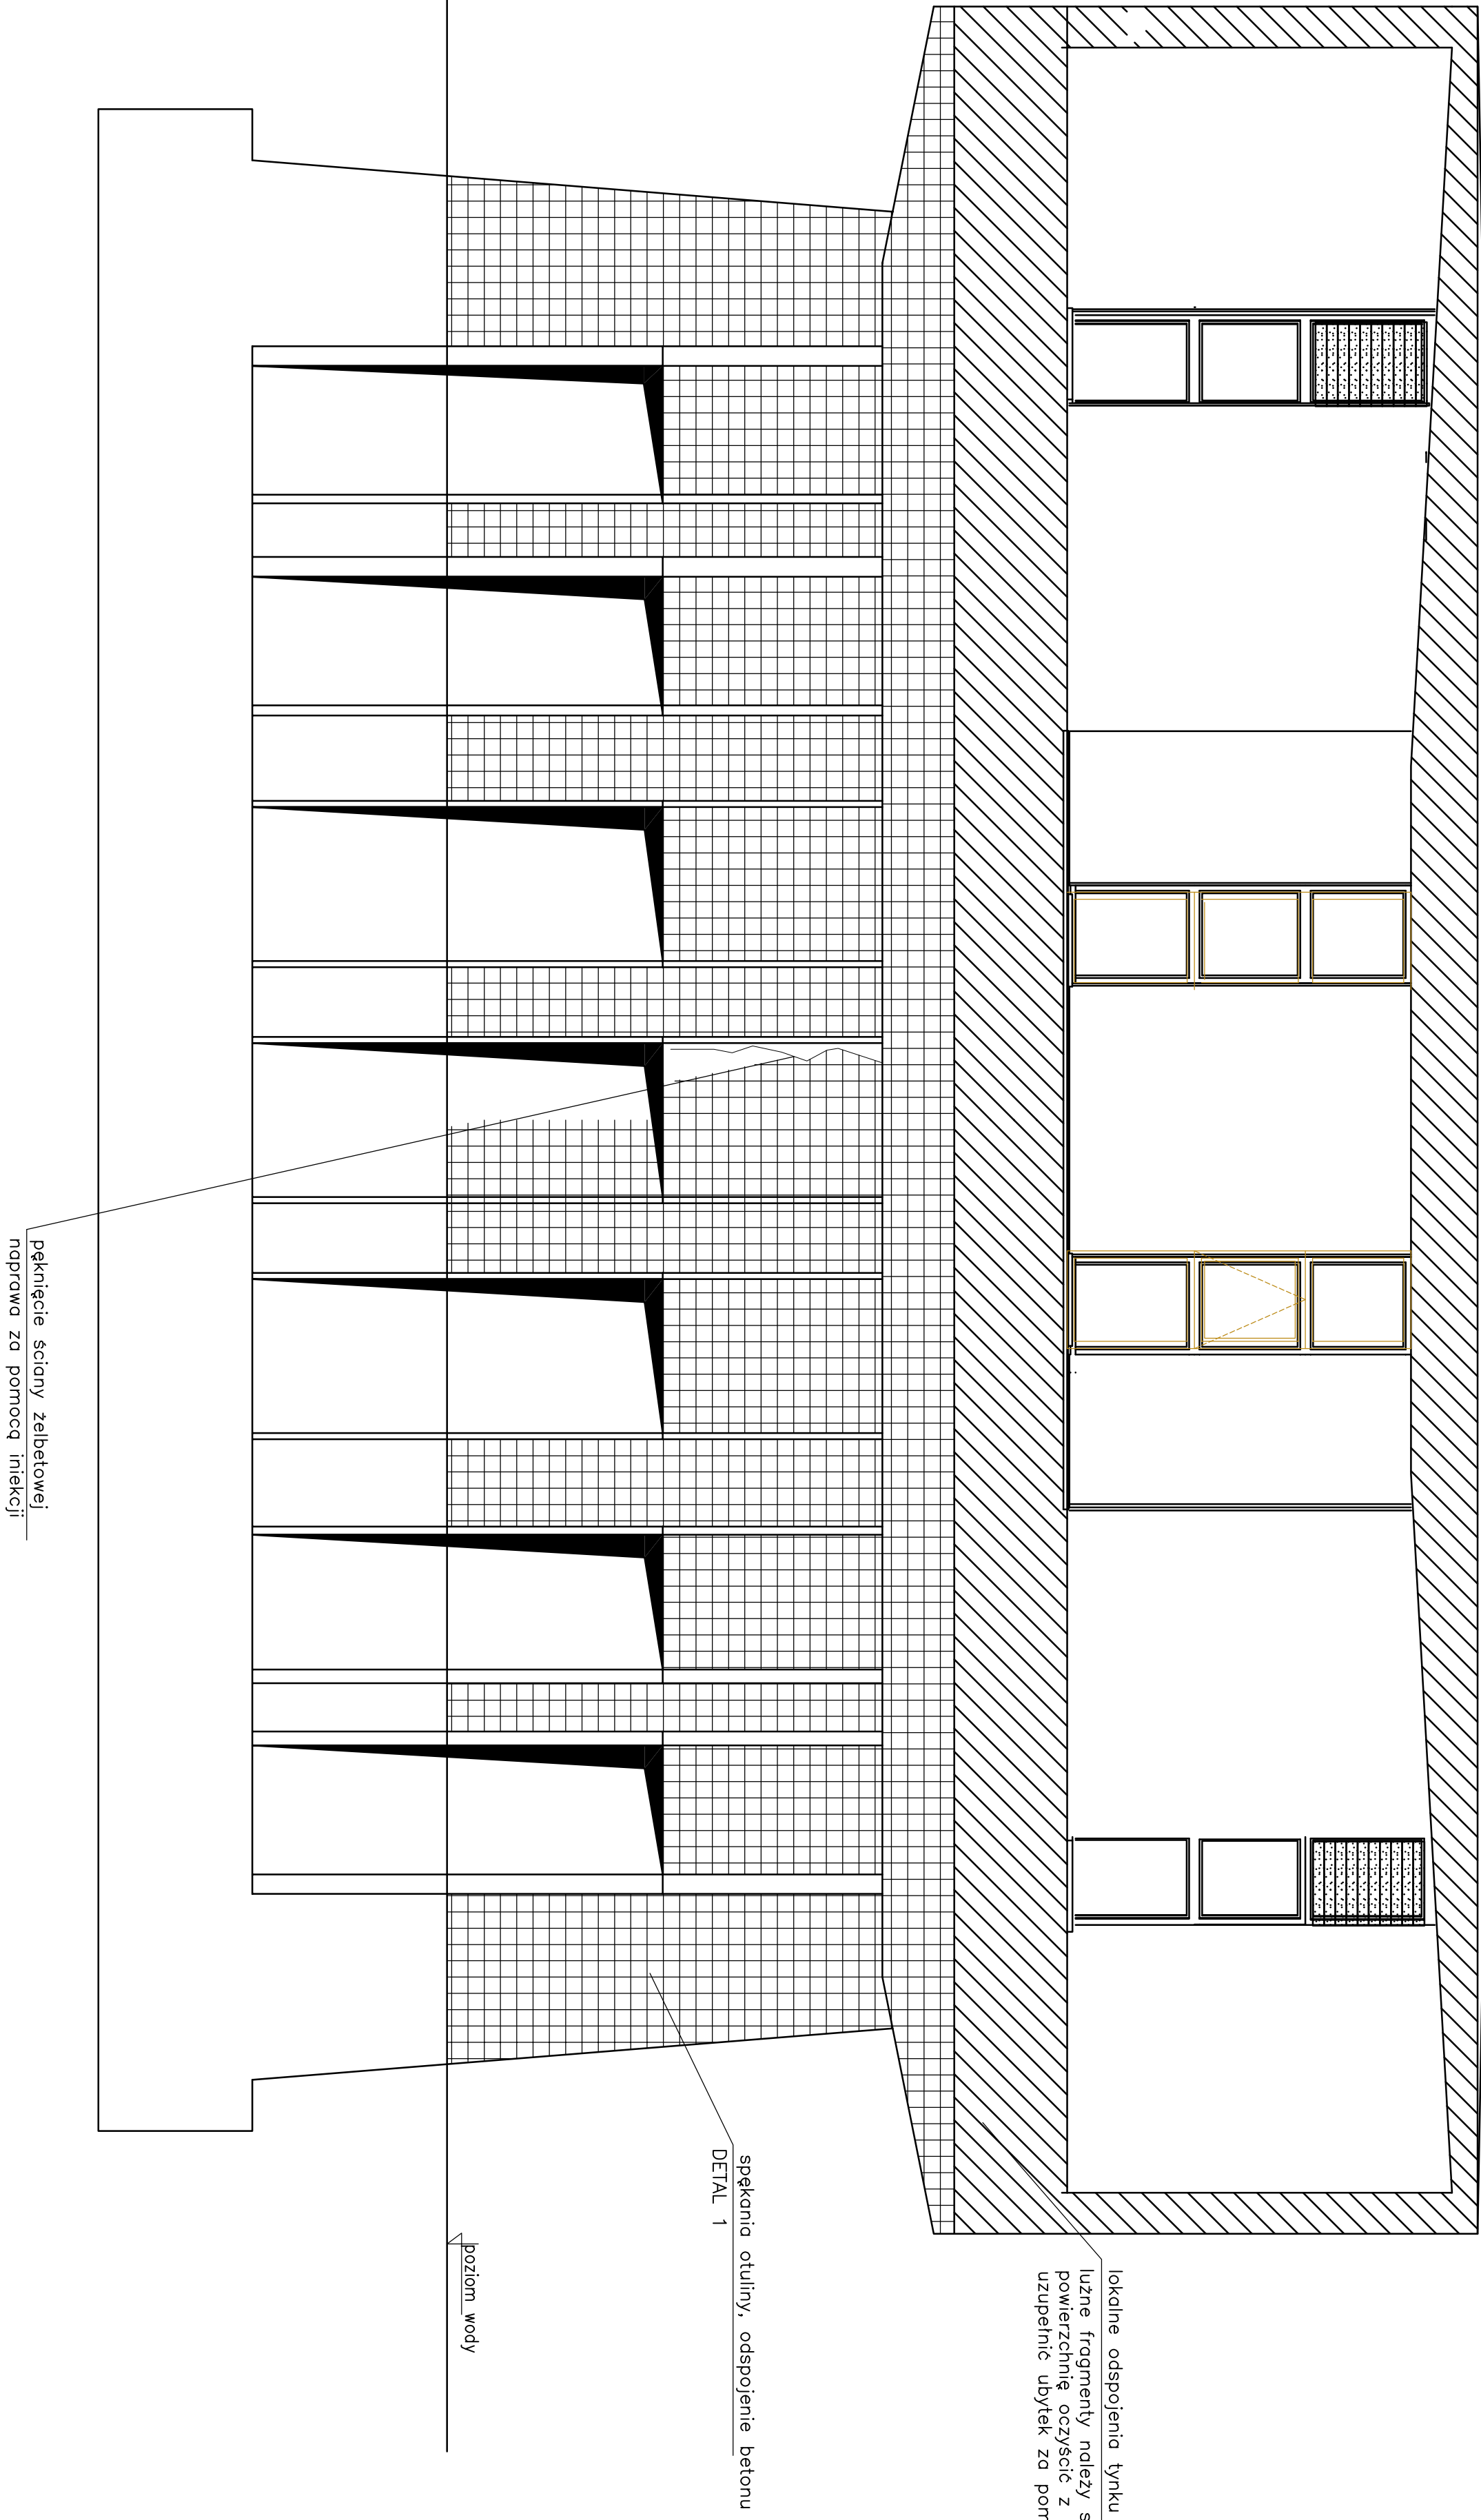 lokalne odspojenia tynku
luźne fragmenty należy
powierzchnię oczyścić z
uzupełnić ubytek za
spękania otuliny, odspojenie betonu
DETAL 1
poziom wody
pęknięcie ściany żelbetowej
naprawa za pomocą iniekcji